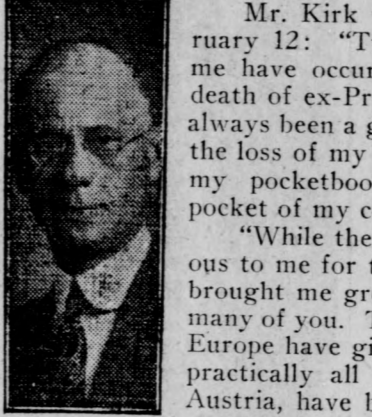 Mr. Kirk
ruary 12: "T
me have occur
death of ex-Pr
always been a g
the loss of my
my pocketboo
pocket of my c
"While the
ous to me for t
brought me gr
many of you. T
Europe have gi
practically all
Austria, have h